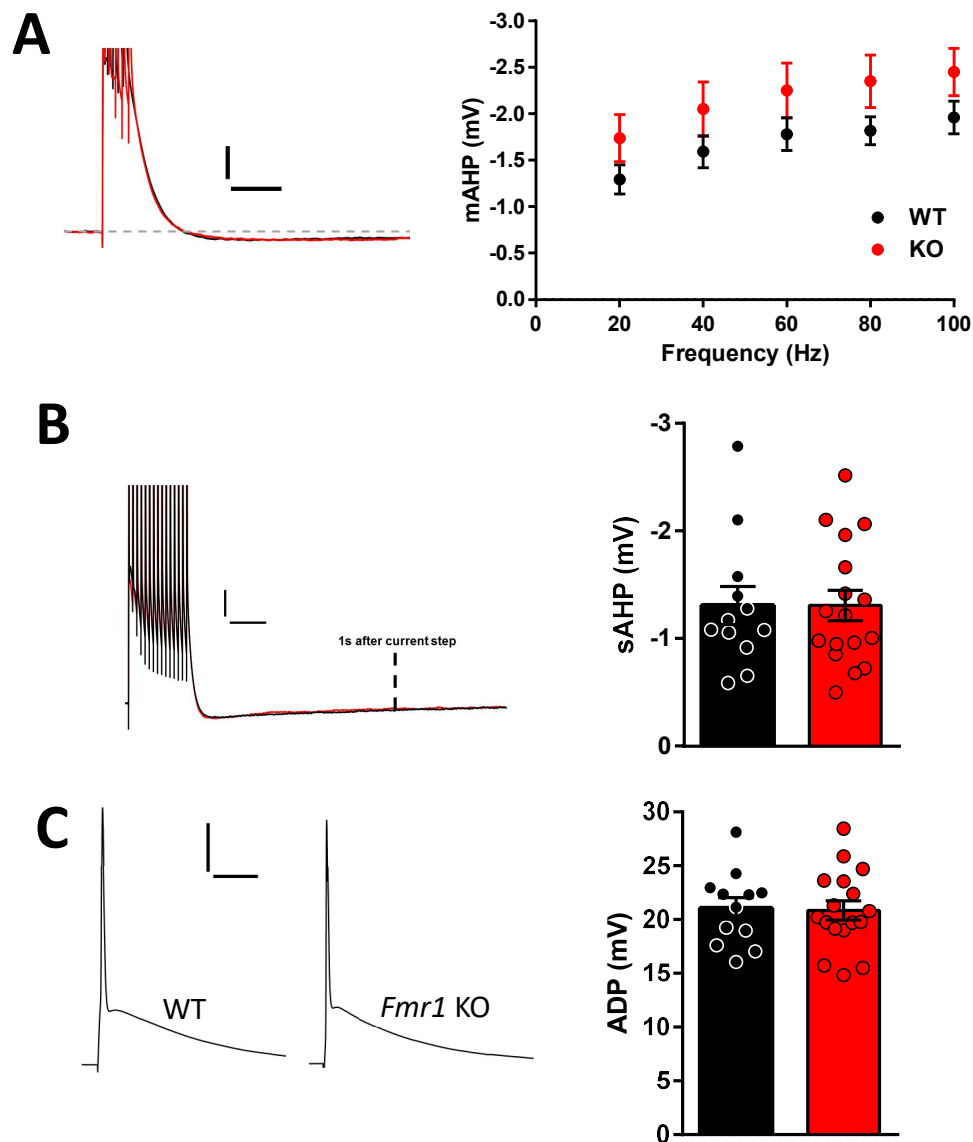 A
-3.0
-2.5
-2.0
-1.5
-1.0
-0.5
0.0
mAHP (mV)
WT
KO
0 20 40 60 80 100
Frequency (Hz)
B
1s after current step
-3
-2
-1
0
sAHP (mV)
C
WT
Fmr1 KO
30
25
20
15
10
5
0
ADP (mV)